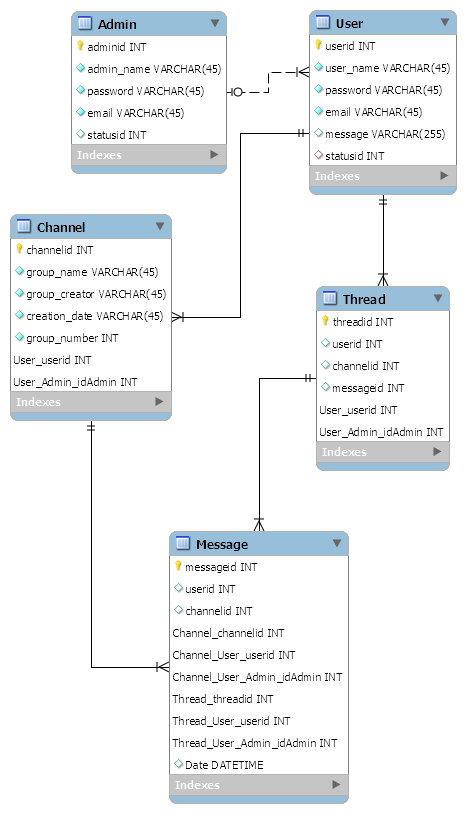 Admin
adminid INT
admin_name VARCHAR(45)
password VARCHAR(45)
email VARCHAR(45)
statusid INT
Indexes
User
userid INT
user_name VARCHAR(45)
password VARCHAR(45)
email VARCHAR(45)
message VARCHAR(255)
statusid INT
Indexes
Channel
channelid INT
group_name VARCHAR(45)
group_creator VARCHAR(45)
creation_date VARCHAR(45)
group_number INT
User_userid INT
User_Admin_idAdmin INT
Indexes
Thread
threadid INT
userid INT
channelid INT
messageid INT
User_userid INT
User_Admin_idAdmin INT
Indexes
Message
messageid INT
userid INT
channelid INT
Channel_channelid INT
Channel_User_userid INT
Channel_User_Admin_idAdmin INT
Thread_threadid INT
Thread_User_userid INT
Thread_User_Admin_idAdmin INT
Date DATETIME
Indexes